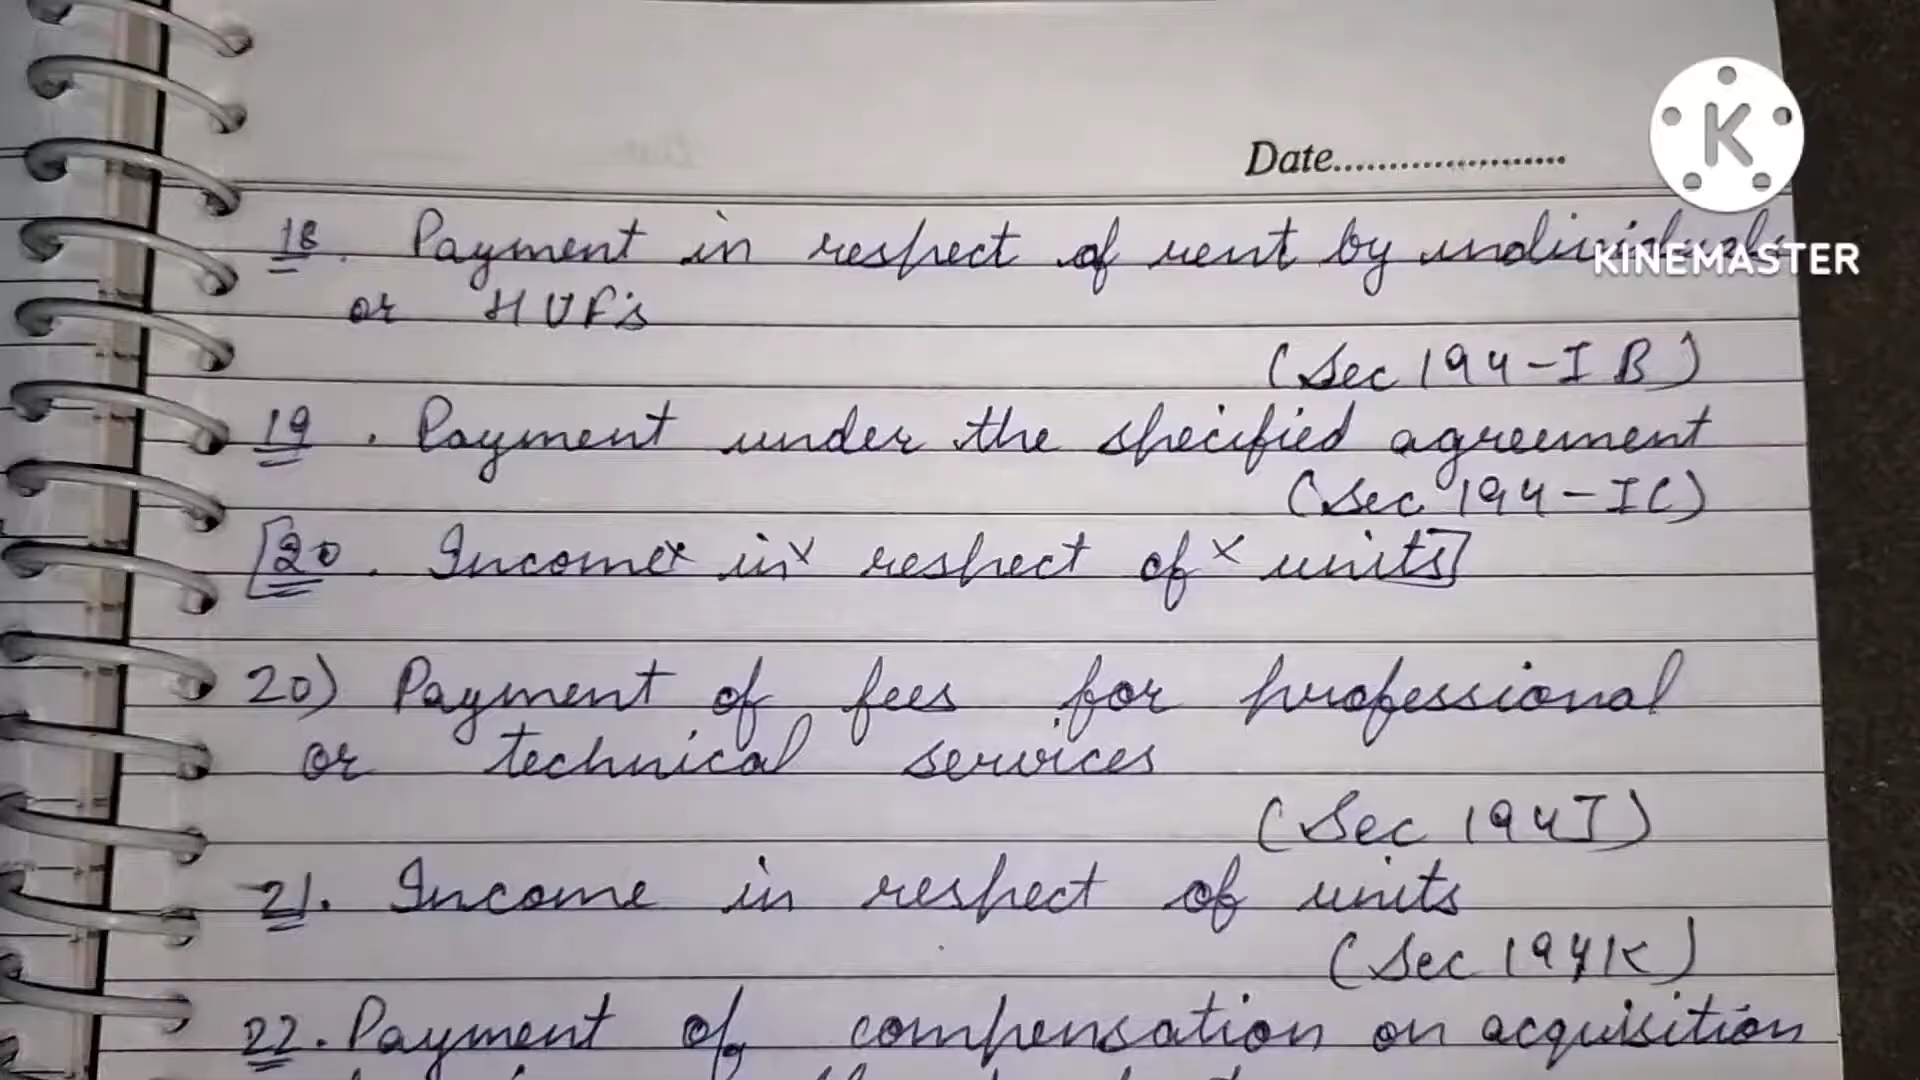 Date.....................
K
KINEMASTER
18. Payment in respect of rent by individuals
or HUF's
(Sec 194-IB)
19. Payment under the specified agreement
(Sec 194-IC)
[20. Income x in x respect of x units]
20) Payment of fees for professional
or technical services
(Sec 194J)
21. Income in respect of units
(Sec 194K)
22. Payment of compensation on acquisition